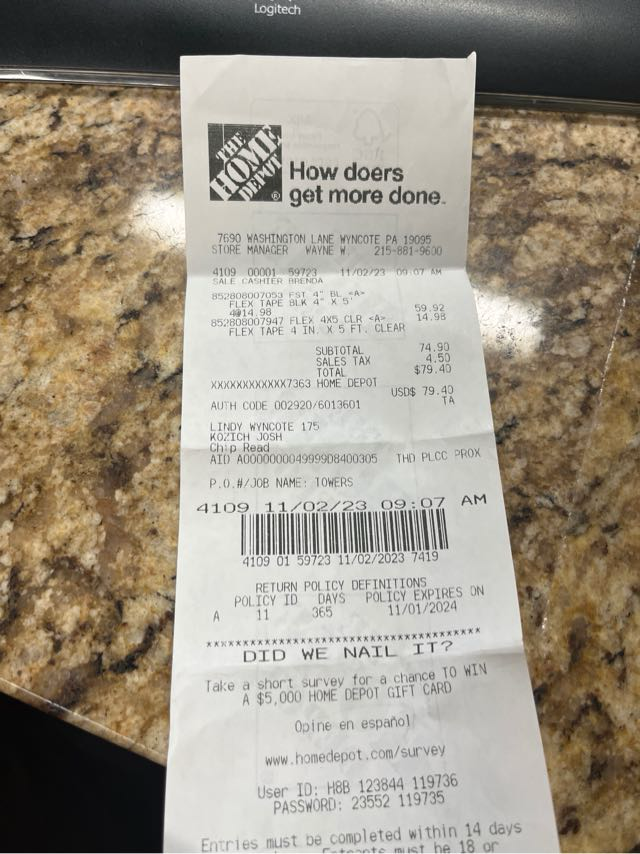 Logitech
THE
HOME
DEPOT
®
How doers
get more done.
7690 WASHINGTON LANE WYNCOTE PA 19095
STORE MANAGER WAYNE W. 215-881-9600
4109 00001 59723 11/02/23 09:07 AM
SALE CASHIER BRENDA
852808007053 FST 4" BL <A>
FLEX TAPE BLK 4" X 5'
4@14.98 59.92
852808007947 FLEX 4X5 CLR <A> 14.98
FLEX TAPE 4 IN. X 5 FT. CLEAR
SUBTOTAL 74.90
SALES TAX 4.50
TOTAL $79.40
XXXXXXXXXXXX7363 HOME DEPOT
USD$ 79.40
AUTH CODE 002920/6013601 TA
LINDY WYNCOTE 175
KOZICH JOSH
Chip Read
AID A0000000049999D8400305 THD PLCC PROX
P.O.#/JOB NAME: TOWERS
4109 11/02/23 09:07 AM
4109 01 59723 11/02/2023 7419
RETURN POLICY DEFINITIONS
POLICY ID DAYS POLICY EXPIRES ON
A 11 365 11/01/2024
DID WE NAIL IT?
Take a short survey for a chance TO WIN
A $5,000 HOME DEPOT GIFT CARD
Opine en español
www.homedepot.com/survey
User ID: H8B 123844 119736
PASSWORD: 23552 119735
Entries must be completed within 14 days
Entrants must be 18 or